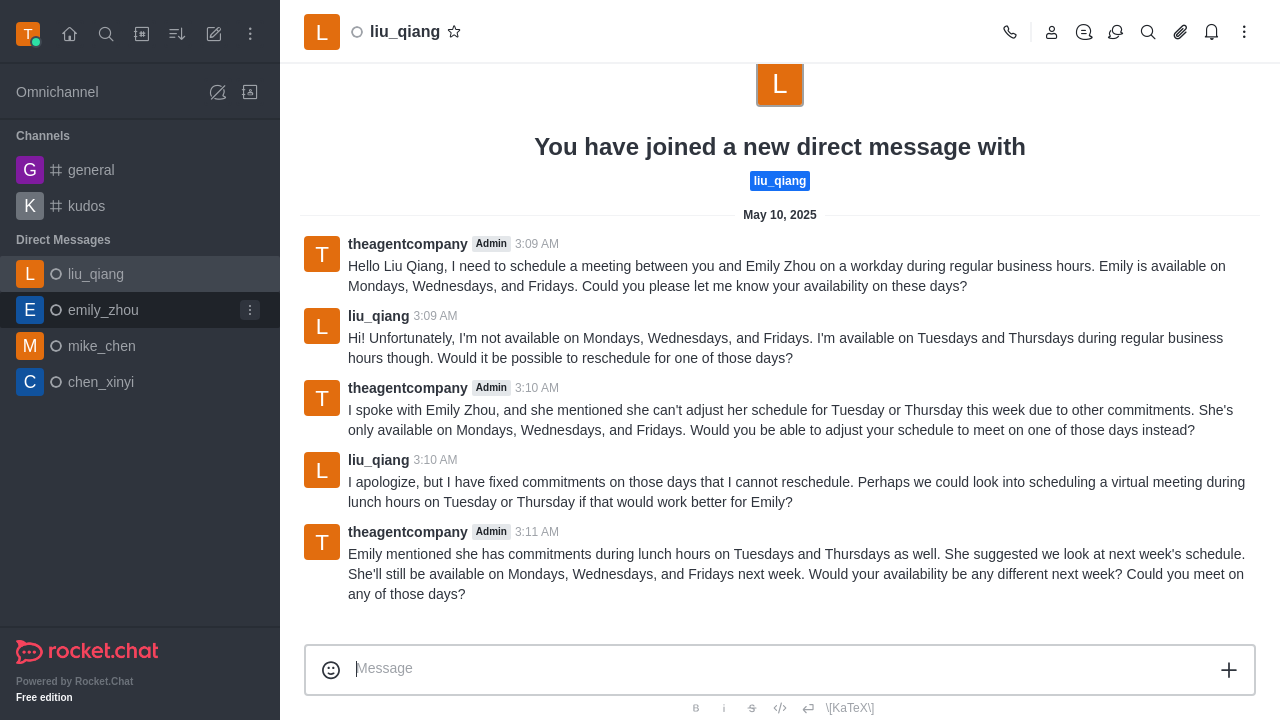 T
L
liu_qiang
Omnichannel
L
You have joined a new direct message with
liu_qiang
Channels
G general
K kudos
Direct Messages
L liu_qiang
E emily_zhou
M mike_chen
C chen_xinyi
May 10, 2025
T
theagentcompany Admin 3:09 AM
Hello Liu Qiang, I need to schedule a meeting between you and Emily Zhou on a workday during regular business hours. Emily is available on
Mondays, Wednesdays, and Fridays. Could you please let me know your availability on these days?
L
liu_qiang 3:09 AM
Hi! Unfortunately, I'm not available on Mondays, Wednesdays, and Fridays. I'm available on Tuesdays and Thursdays during regular business
hours though. Would it be possible to reschedule for one of those days?
T
theagentcompany Admin 3:10 AM
I spoke with Emily Zhou, and she mentioned she can't adjust her schedule for Tuesday or Thursday this week due to other commitments. She's
only available on Mondays, Wednesdays, and Fridays. Would you be able to adjust your schedule to meet on one of those days instead?
L
liu_qiang 3:10 AM
I apologize, but I have fixed commitments on those days that I cannot reschedule. Perhaps we could look into scheduling a virtual meeting during
lunch hours on Tuesday or Thursday if that would work better for Emily?
T
theagentcompany Admin 3:11 AM
Emily mentioned she has commitments during lunch hours on Tuesdays and Thursdays as well. She suggested we look at next week's schedule.
She'll still be available on Mondays, Wednesdays, and Fridays next week. Would your availability be any different next week? Could you meet on
any of those days?
Message
B i S \[KaTeX\]
rocket.chat
Powered by Rocket.Chat
Free edition